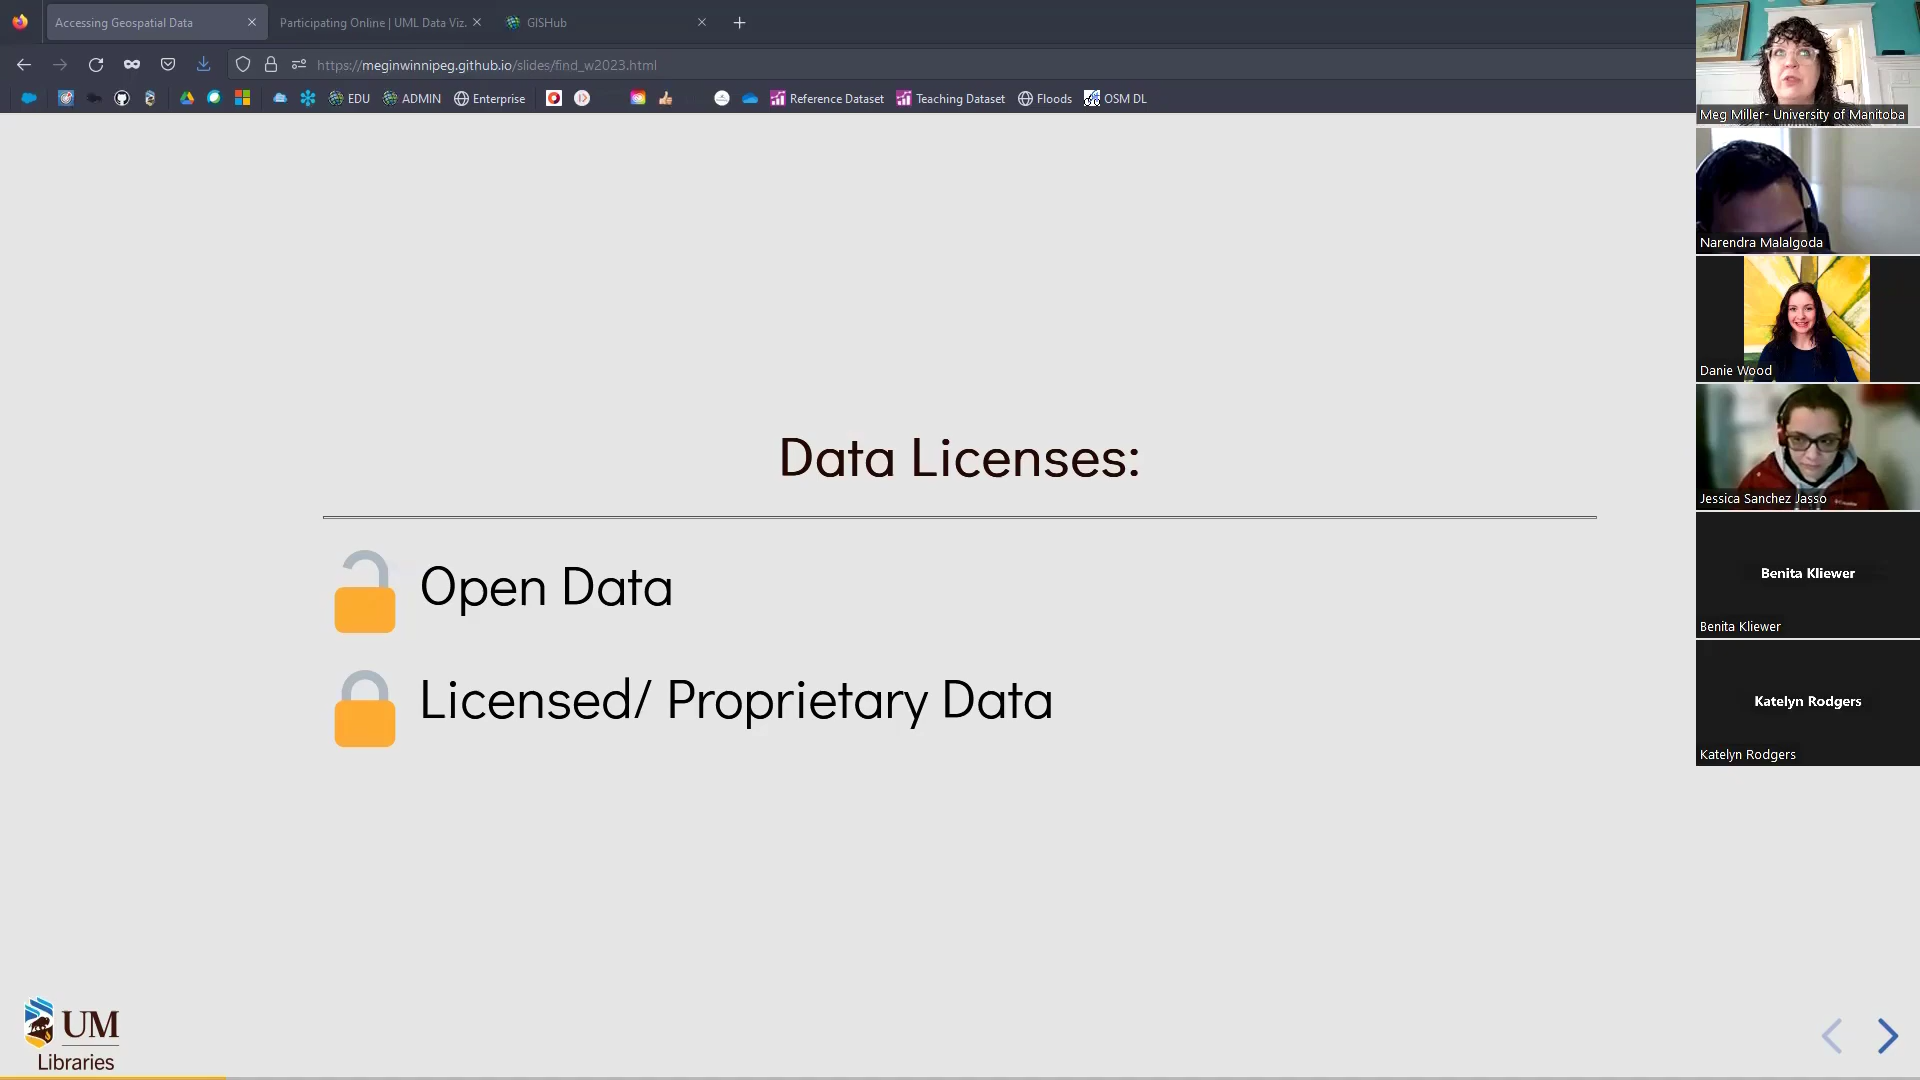 Accessing Geospatial Data
Participating Online | UML Data Viz.
GISHub
https://meginwinnipeg.github.io/slides/find_w2023.html
EDU
ADMIN
Enterprise
Reference Dataset
Teaching Dataset
Floods
OSM DL
Meg Miller- University of Manitoba
Narendra Malalgoda
Danie Wood
Jessica Sanchez Jasso
Benita Kliewer
Benita Kliewer
Katelyn Rodgers
Katelyn Rodgers
Data Licenses:
Open Data
Licensed/ Proprietary Data
UM
Libraries